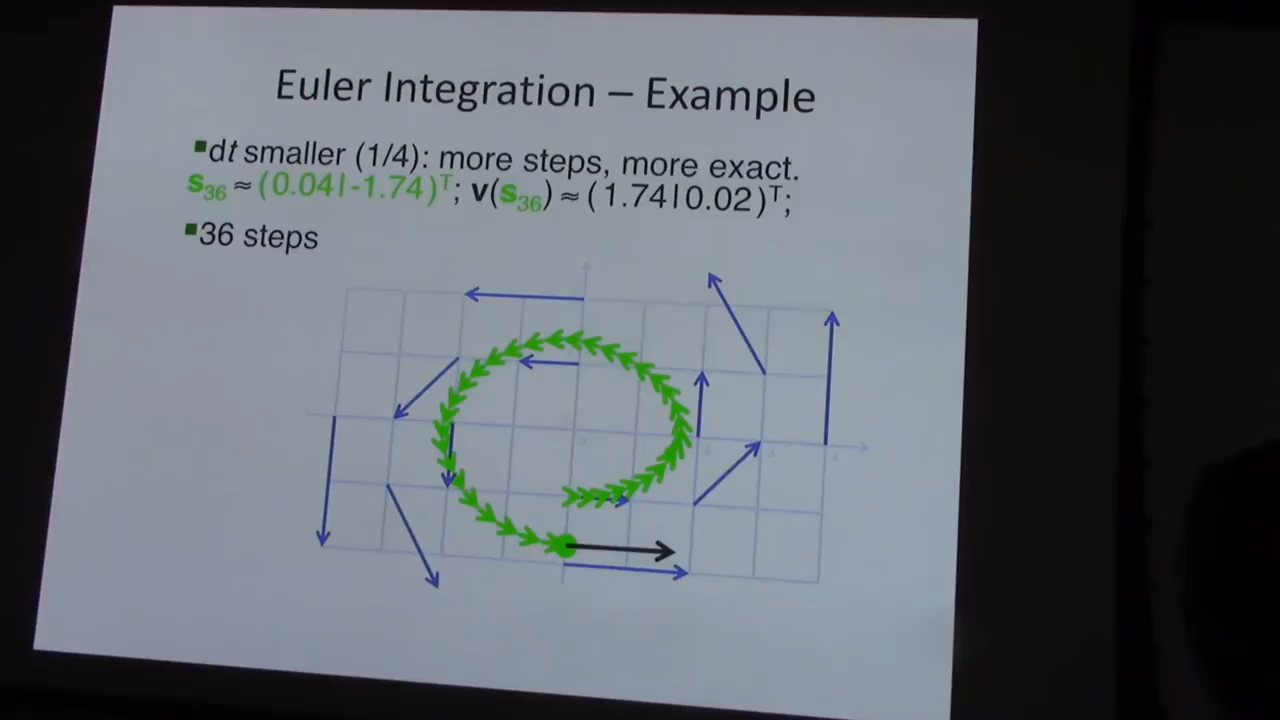 Euler Integration – Example
▪dt smaller (1/4): more steps, more exact.
s₃₆ ≈ (0.04|-1.74)ᵀ; v(s₃₆) ≈ (1.74|0.02)ᵀ;
▪36 steps